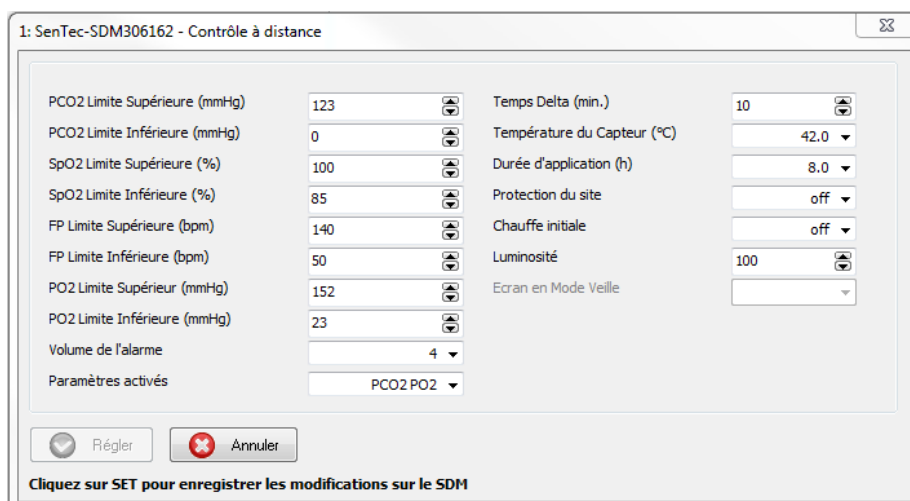 1: SenTec-SDM306162 - Contrôle à distance
PCO2 Limite Supérieure (mmHg) 123
PCO2 Limite Inférieure (mmHg) 0
SpO2 Limite Supérieure (%) 100
SpO2 Limite Inférieure (%) 85
FP Limite Supérieure (bpm) 140
FP Limite Inférieure (bpm) 50
PO2 Limite Supérieur (mmHg) 152
PO2 Limite Inférieure (mmHg) 23
Volume de l'alarme 4
Paramètres activés PCO2 PO2
Temps Delta (min.) 10
Température du Capteur (°C) 42.0
Durée d'application (h) 8.0
Protection du site off
Chauffe initiale off
Luminosité 100
Ecran en Mode Veille
Régler Annuler
Cliquez sur SET pour enregistrer les modifications sur le SDM